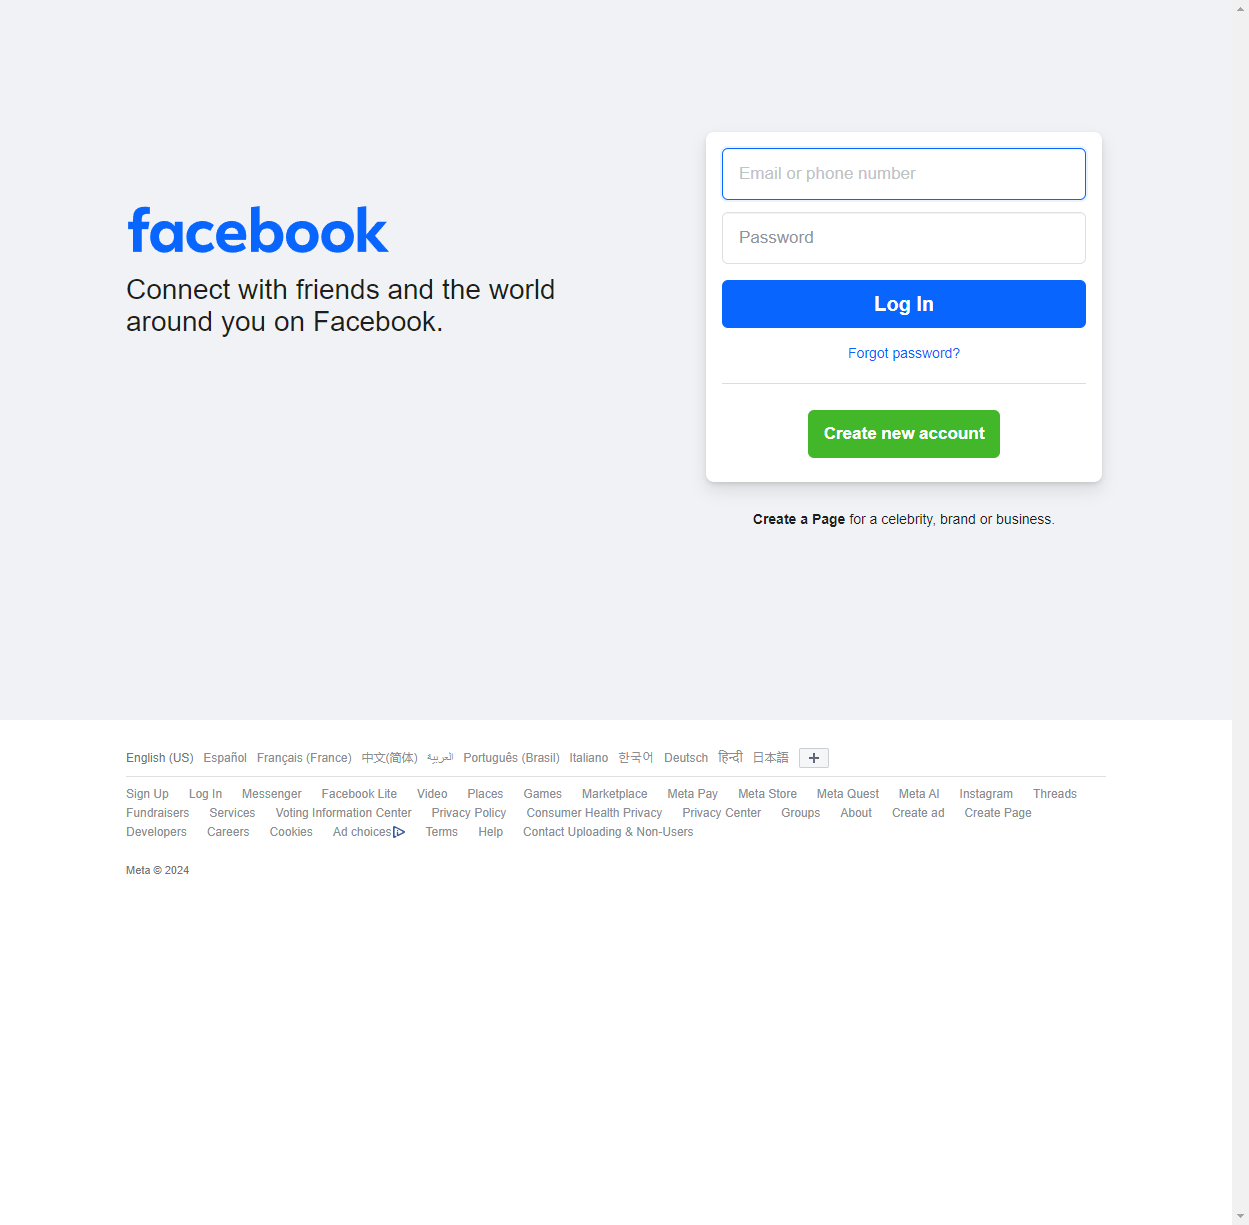 facebook
Connect with friends and the world
around you on Facebook.
Email or phone number
Password
Log In
Forgot password?
Create new account
Create a Page for a celebrity, brand or business.
English (US) Español Français (France) 中文(简体) العربية Português (Brasil) Italiano 한국어 Deutsch हिन्दी 日本語
Sign Up Log In Messenger Facebook Lite Video Places Games Marketplace Meta Pay Meta Store Meta Quest Meta AI Instagram Threads
Fundraisers Services Voting Information Center Privacy Policy Consumer Health Privacy Privacy Center Groups About Create ad Create Page
Developers Careers Cookies Ad choices Terms Help Contact Uploading & Non-Users
Meta © 2024